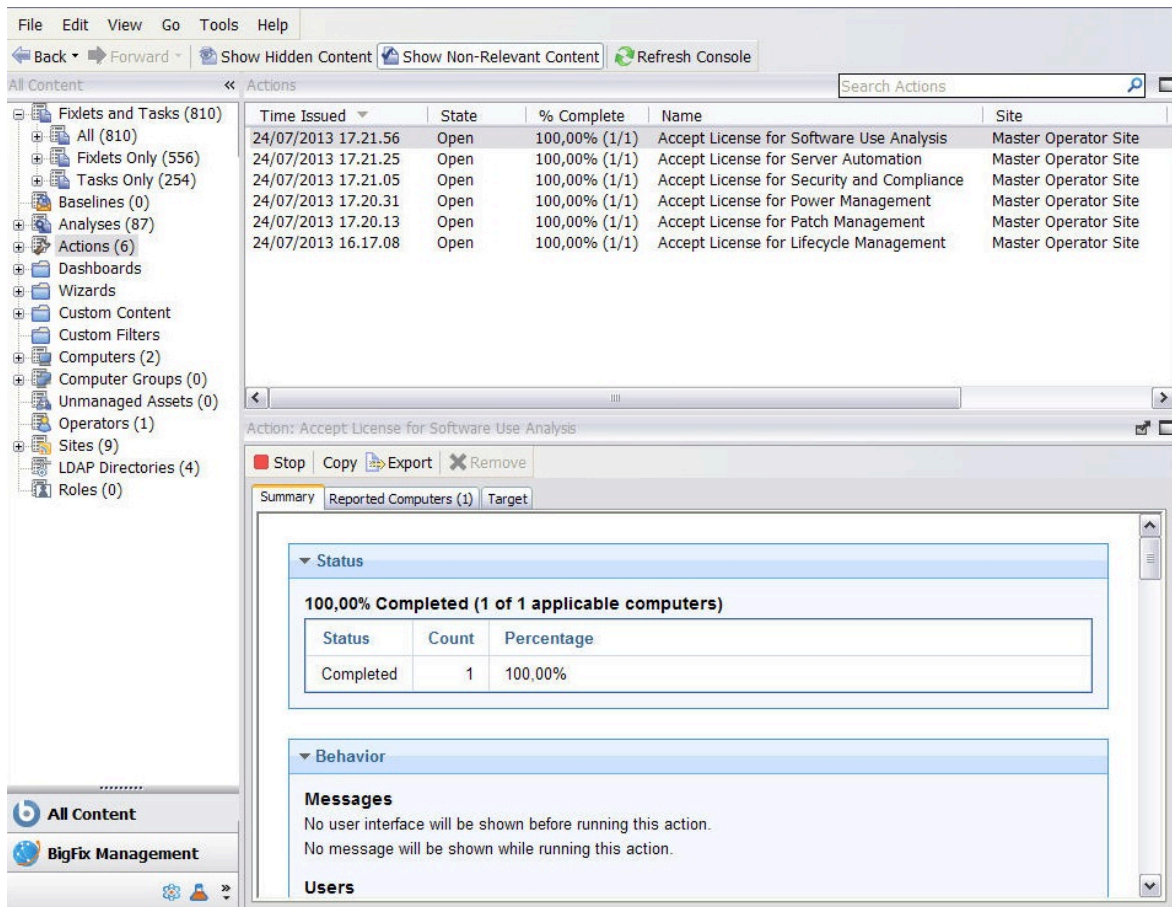 File Edit View Go Tools Help
Back Forward Show Hidden Content Show Non-Relevant Content Refresh Console
All Content «
Fixlets and Tasks (810)
All (810)
Fixlets Only (556)
Tasks Only (254)
Baselines (0)
Analyses (87)
Actions (6)
Dashboards
Wizards
Custom Content
Custom Filters
Computers (2)
Computer Groups (0)
Unmanaged Assets (0)
Operators (1)
Sites (9)
LDAP Directories (4)
Roles (0)
All Content
BigFix Management
»
Actions Search Actions
Time Issued State % Complete Name Site
24/07/2013 17.21.56 Open 100,00% (1/1) Accept License for Software Use Analysis Master Operator Site
24/07/2013 17.21.25 Open 100,00% (1/1) Accept License for Server Automation Master Operator Site
24/07/2013 17.21.05 Open 100,00% (1/1) Accept License for Security and Compliance Master Operator Site
24/07/2013 17.20.31 Open 100,00% (1/1) Accept License for Power Management Master Operator Site
24/07/2013 17.20.13 Open 100,00% (1/1) Accept License for Patch Management Master Operator Site
24/07/2013 16.17.08 Open 100,00% (1/1) Accept License for Lifecycle Management Master Operator Site
Action: Accept License for Software Use Analysis
Stop Copy Export Remove
Summary Reported Computers (1) Target
Status
100,00% Completed (1 of 1 applicable computers)
Status Count Percentage
Completed 1 100,00%
Behavior
Messages
No user interface will be shown before running this action.
No message will be shown while running this action.
Users